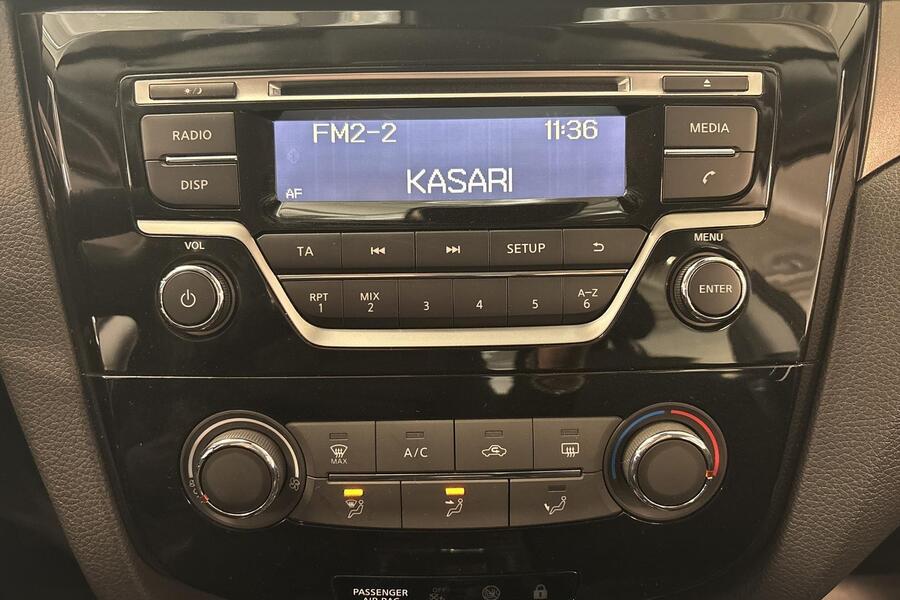 RADIO
DISP
FM2-2 11:36
KASARI
AF
MEDIA
VOL
MENU
TA
SETUP
RPT
1
MIX
2
3
4
5
A-Z
6
ENTER
MAX
A/C
PASSENGER
AIR BAG